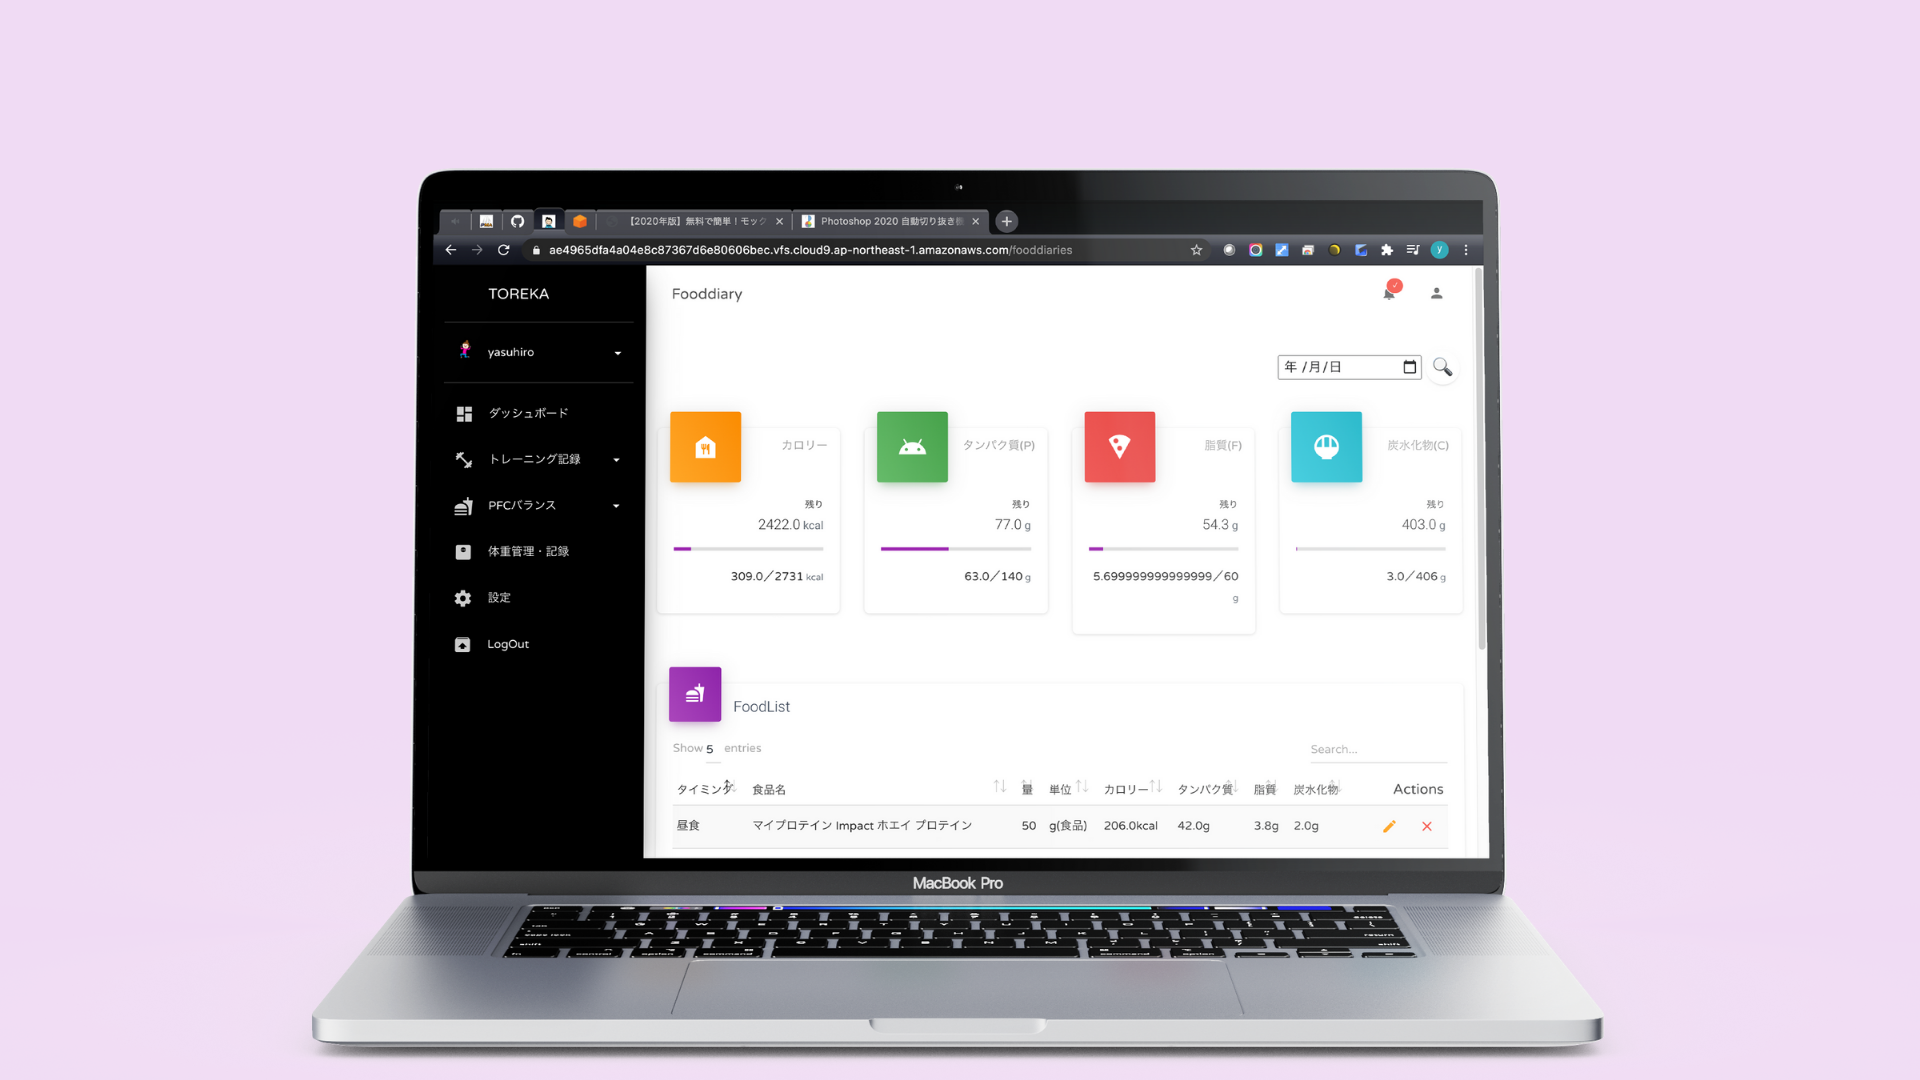 【2020年版】無料で簡単！モック
Photoshop 2020 自動切り抜き
ae4965dfa4a04e8c87367d6e80606bec.vfs.cloud9.ap-northeast-1.amazonaws.com/fooddiaries
y
TOREKA
yasuhiro
ダッシュボード
トレーニング記録
PFCバランス
体重管理・記録
設定
LogOut
Fooddiary
年 /月/日
カロリー
残り
2422.0 kcal
309.0／2731 kcal
タンパク質(P)
残り
77.0 g
63.0／140 g
脂質(F)
残り
54.3 g
5.699999999999999／60
g
炭水化物(C)
残り
403.0 g
3.0／406 g
FoodList
Show 5 entries
Search...
タイミング 食品名 量 単位 カロリー タンパク質 脂質 炭水化物 Actions
昼食 マイプロテイン Impact ホエイ プロテイン 50 g(食品) 206.0kcal 42.0g 3.8g 2.0g
MacBook Pro